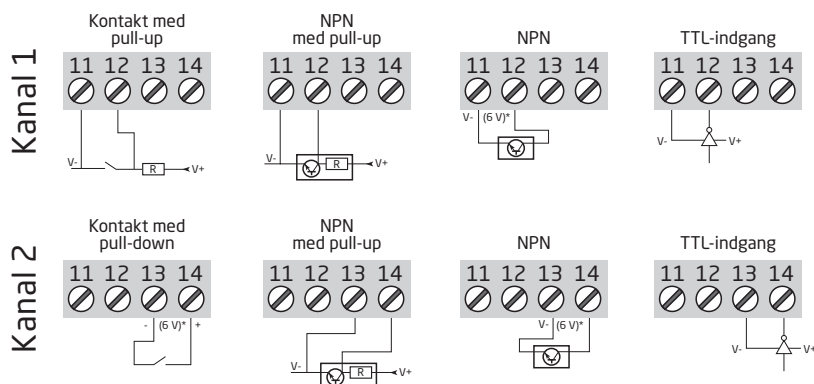 Kanal 1
Kontakt med
pull-up
11 12 13 14
V-
R
V+
NPN
med pull-up
11 12 13 14
V-
R
V+
NPN
11 12 13 14
V- (6 V)*
TTL-indgang
11 12 13 14
V-
V+
Kanal 2
Kontakt med
pull-down
11 12 13 14
- (6 V)* +
NPN
med pull-up
11 12 13 14
V-
R
V+
NPN
11 12 13 14
V- (6 V)*
TTL-indgang
11 12 13 14
V-
V+